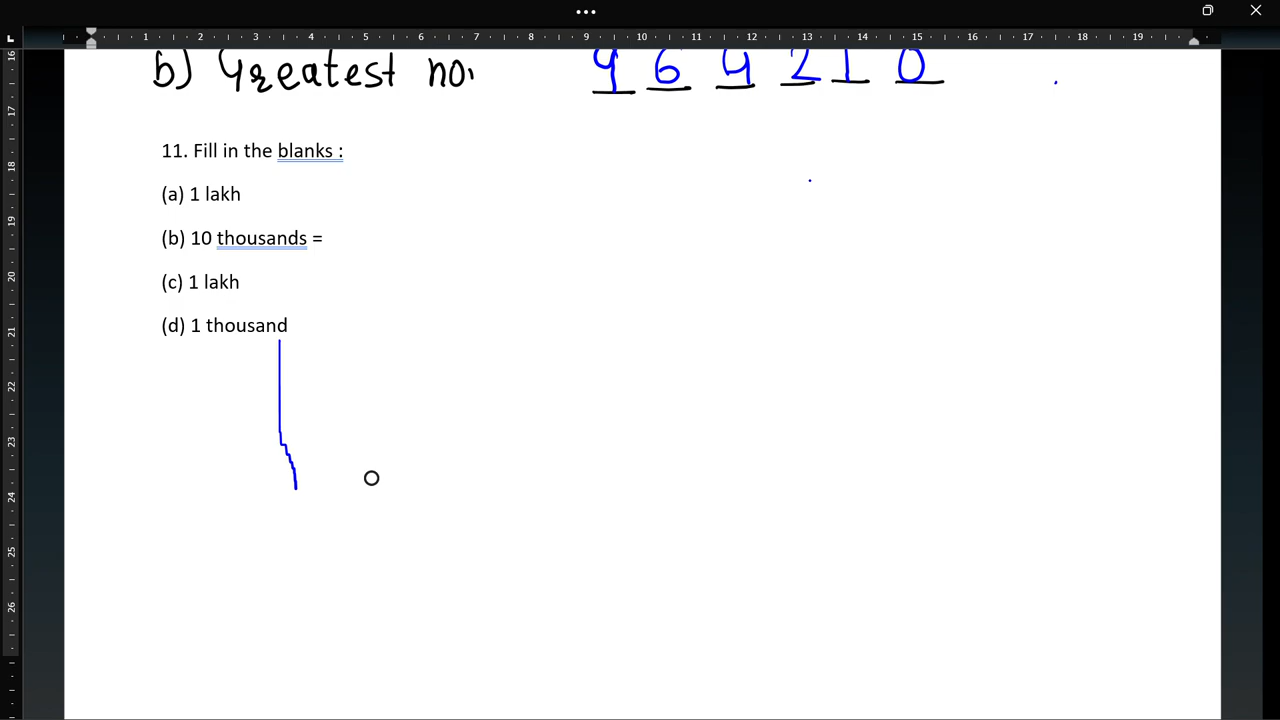 b) Greatest no. 9 6 4 2 1 0
11. Fill in the blanks :
(a) 1 lakh
(b) 10 thousands =
(c) 1 lakh
(d) 1 thousand